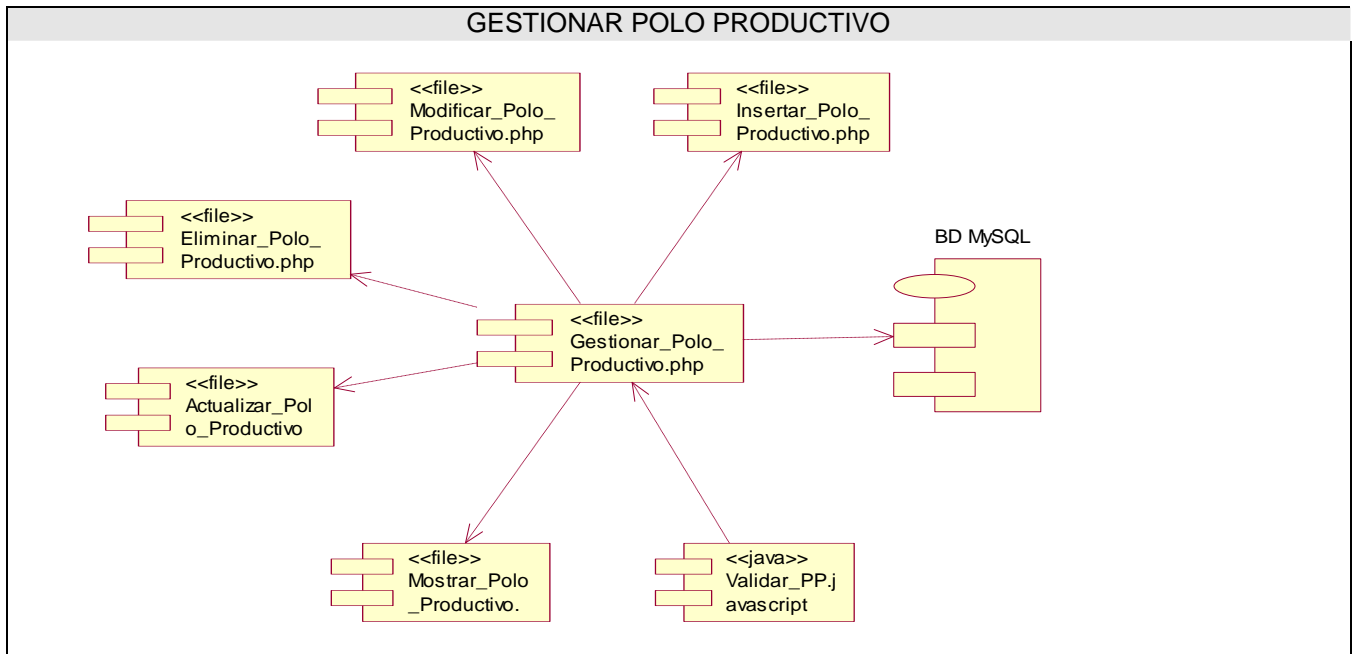 GESTIONAR POLO PRODUCTIVO
<<file>>
Modificar_Polo_
Productivo.php
<<file>>
Insertar_Polo_
Productivo.php
<<file>>
Eliminar_Polo_
Productivo.php
BD MySQL
<<file>>
Gestionar_Polo_
Productivo.php
<<file>>
Actualizar_Pol
o_Productivo
<<file>>
Mostrar_Polo
_Productivo.
<<java>>
Validar_PP.j
avascript